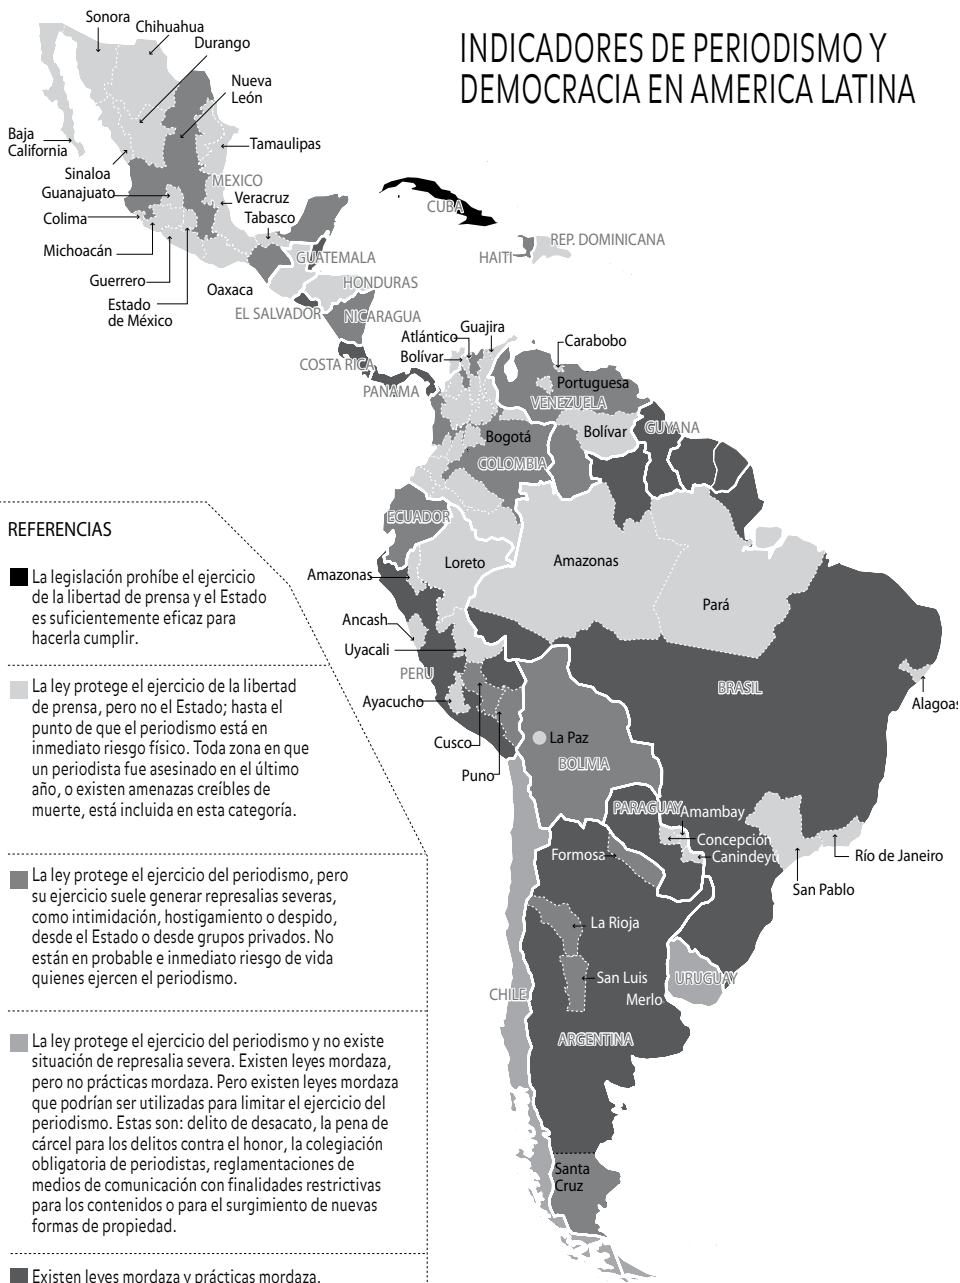 INDICADORES DE PERIODISMO Y
DEMOCRACIA EN AMERICA LATINA
Sonora
Chihuahua
Durango
Nueva
León
Baja
California
Tamaulipas
Sinaloa
MEXICO
Guanajuato
Veracruz
Colima
Tabasco
Michoacán
Guerrero
Oaxaca
Estado
de México
CUBA
HAITI
REP. DOMINICANA
GUATEMALA
HONDURAS
EL SALVADOR
NICARAGUA
COSTA RICA
PANAMA
Atlántico
Guajira
Bolívar
Carabobo
Portuguesa
VENEZUELA
Bolívar
GUYANA
Bogotá
COLOMBIA
ECUADOR
Loreto
Amazonas
Amazonas
Pará
Ancash
Uyacali
PERU
Ayacucho
Cusco
Puno
BRASIL
Alagoas
La Paz
BOLIVIA
PARAGUAY
Amambay
Concepción
Canindeyú
Formosa
Río de Janeiro
San Pablo
La Rioja
San Luis
Merlo
URUGUAY
CHILE
ARGENTINA
Santa
Cruz
REFERENCIAS
La legislación prohíbe el ejercicio
de la libertad de prensa y el Estado
es suficientemente eficaz para
hacerla cumplir.
La ley protege el ejercicio de la libertad
de prensa, pero no el Estado; hasta el
punto de que el periodismo está en
inmediato riesgo físico. Toda zona en que
un periodista fue asesinado en el último
año, o existen amenazas creíbles de
muerte, está incluida en esta categoría.
La ley protege el ejercicio del periodismo, pero
su ejercicio suele generar represalias severas,
como intimidación, hostigamiento o despido,
desde el Estado o desde grupos privados. No
están en probable e inmediato riesgo de vida
quienes ejercen el periodismo.
La ley protege el ejercicio del periodismo y no existe
situación de represalia severa. Existen leyes mordaza,
pero no prácticas mordaza. Pero existen leyes mordaza
que podrían ser utilizadas para limitar el ejercicio del
periodismo. Estas son: delito de desacato, la pena de
cárcel para los delitos contra el honor, la colegiación
obligatoria de periodistas, reglamentaciones de
medios de comunicación con finalidades restrictivas
para los contenidos o para el surgimiento de nuevas
formas de propiedad.
Existen leyes mordaza y prácticas mordaza.